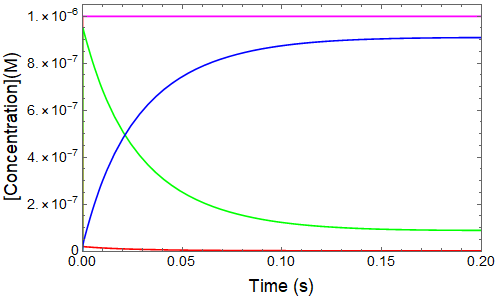 1. × 10⁻⁶
8. × 10⁻⁷
6. × 10⁻⁷
4. × 10⁻⁷
2. × 10⁻⁷
0
[Concentration](M)
0.00 0.05 0.10 0.15 0.20
Time (s)